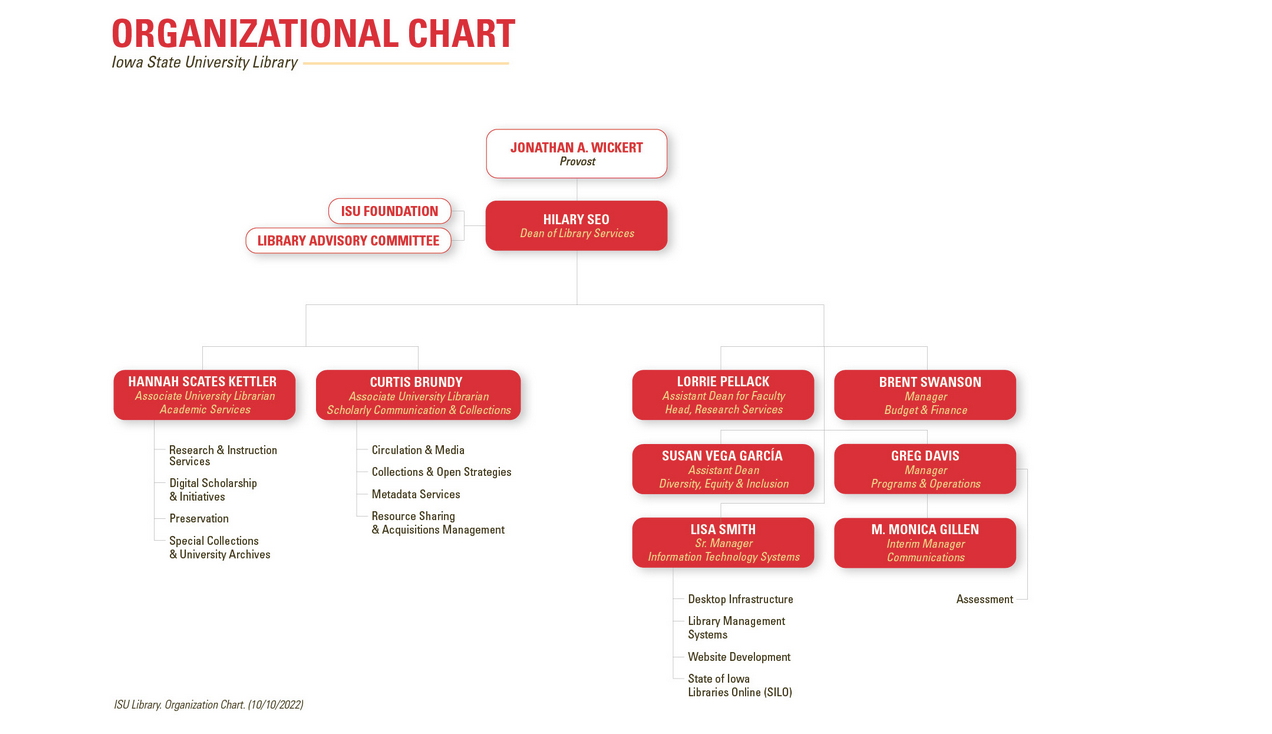 ORGANIZATIONAL CHART
Iowa State University Library
JONATHAN A. WICKERT
Provost
ISU FOUNDATION
LIBRARY ADVISORY COMMITTEE
HILARY SEO
Dean of Library Services
HANNAH SCATES KETTLER
Associate University Librarian
Academic Services
Research & Instruction
Services
Digital Scholarship
& Initiatives
Preservation
Special Collections
& University Archives
CURTIS BRUNDY
Associate University Librarian
Scholarly Communication & Collections
Circulation & Media
Collections & Open Strategies
Metadata Services
Resource Sharing
& Acquisitions Management
LORRIE PELLACK
Assistant Dean for Faculty
Head, Research Services
BRENT SWANSON
Manager
Budget & Finance
SUSAN VEGA GARCÍA
Assistant Dean
Diversity, Equity & Inclusion
GREG DAVIS
Manager
Programs & Operations
LISA SMITH
Sr. Manager
Information Technology Systems
M. MONICA GILLEN
Interim Manager
Communications
Desktop Infrastructure
Library Management
Systems
Website Development
State of Iowa
Libraries Online (SILO)
Assessment
ISU Library. Organization Chart. (10/10/2022)